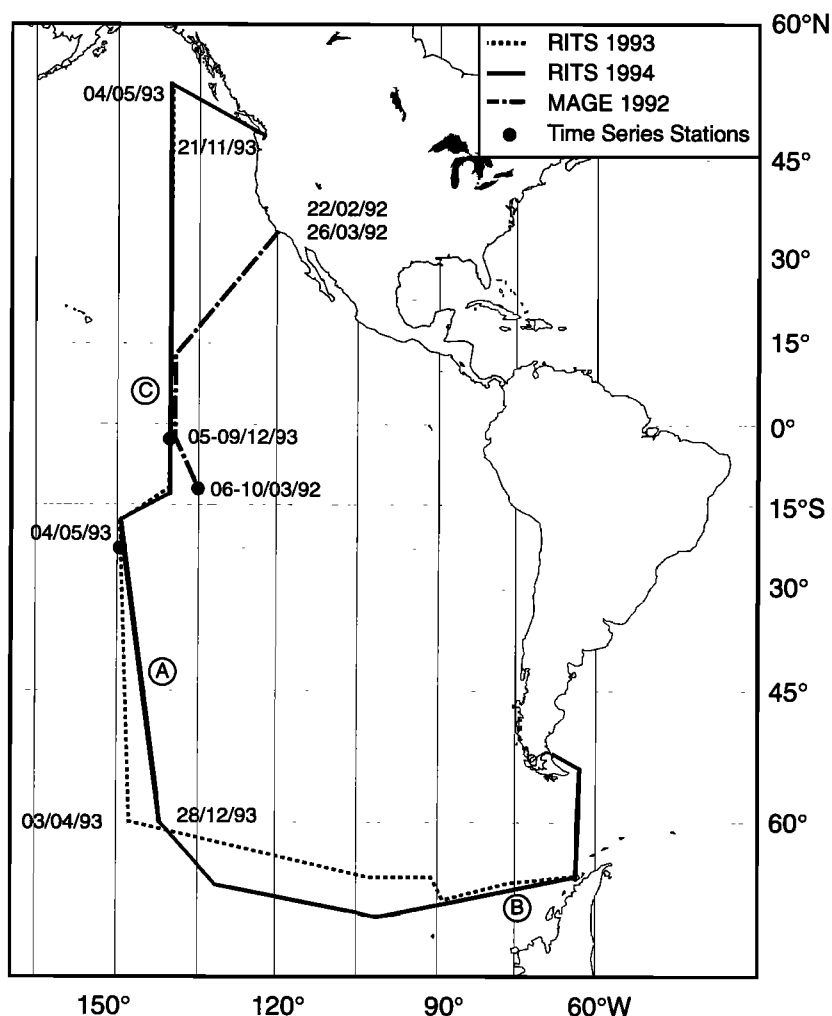 60°N
RITS 1993
RITS 1994
MAGE 1992
Time Series Stations
04/05/93
21/11/93
45°
22/02/92
26/03/92
30°
15°
C
0°
05-09/12/93
06-10/03/92
15°S
04/05/93
30°
A
45°
03/04/93
28/12/93
60°
B
150°
120°
90°
60°W